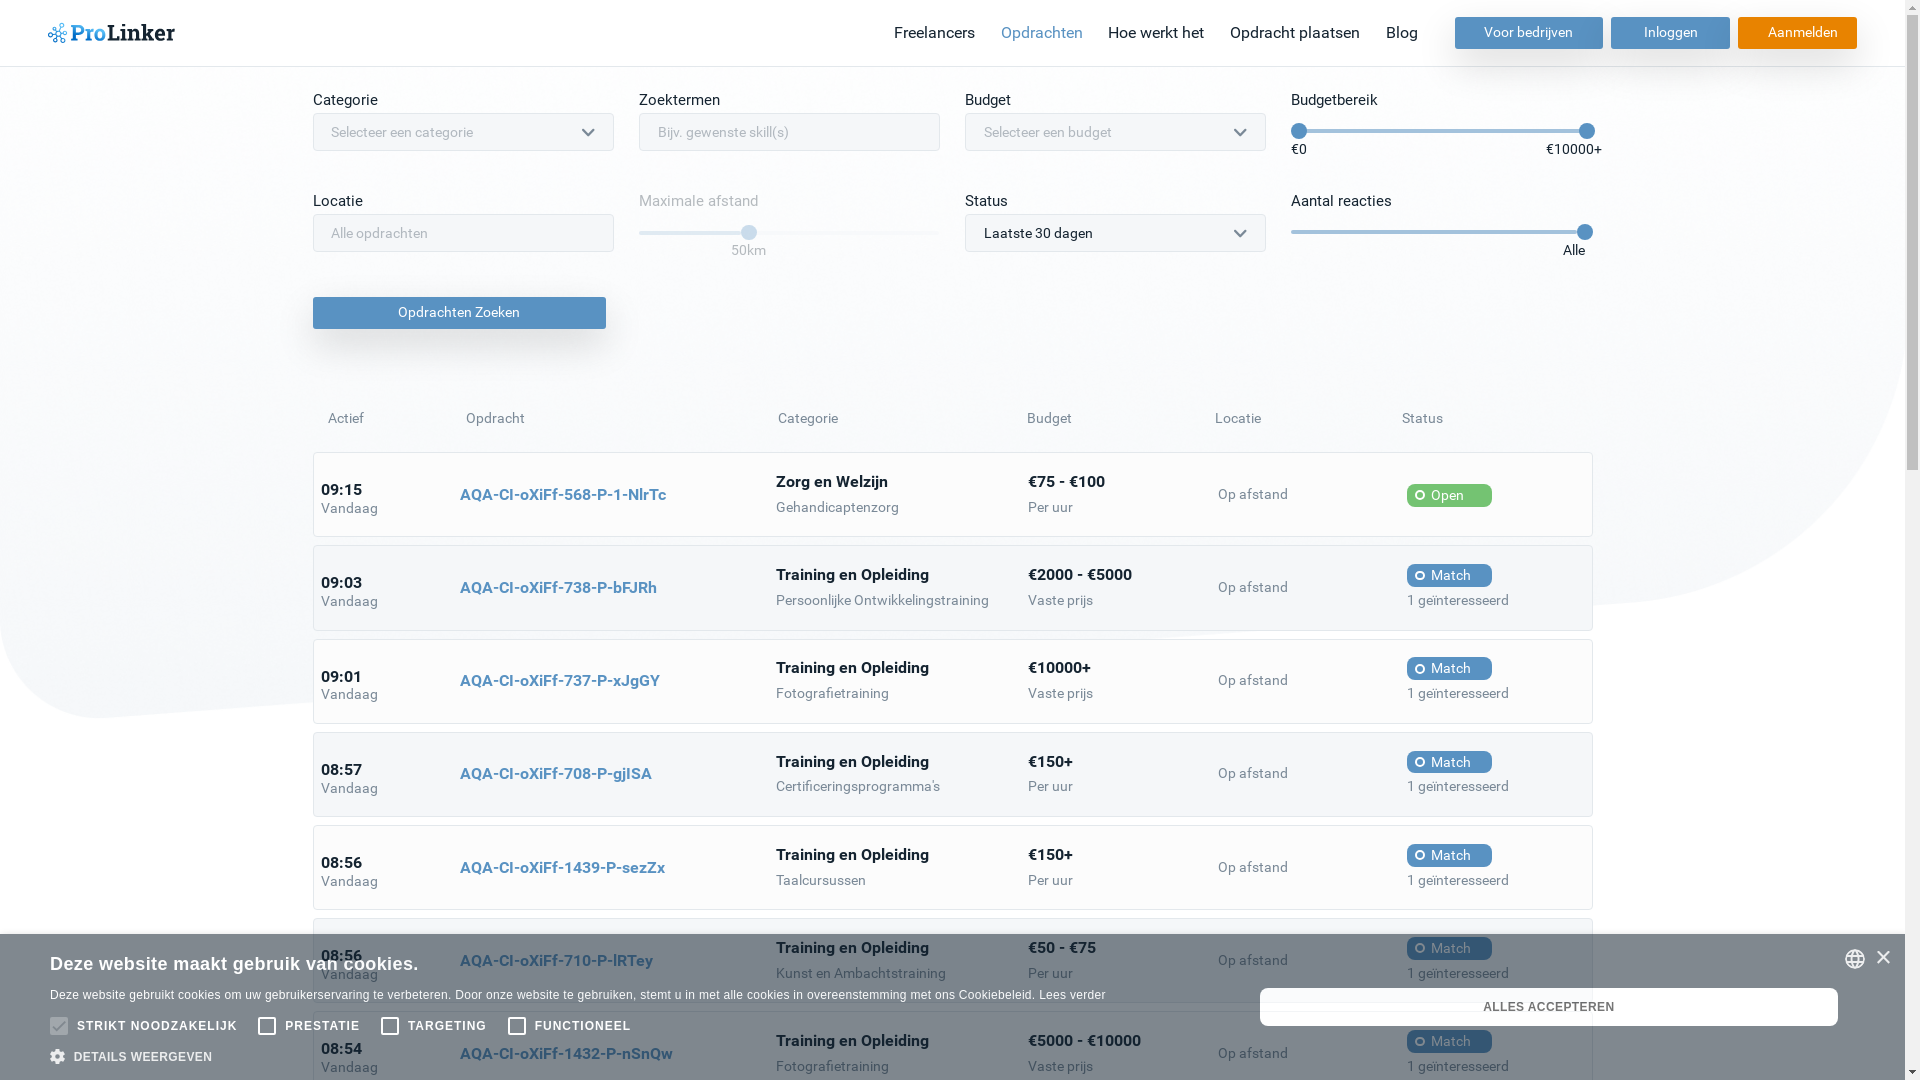 ProLinker
Freelancers
Opdrachten
Hoe werkt het
Opdracht plaatsen
Blog
Voor bedrijven
Inloggen
Aanmelden
Categorie
Zoektermen
Budget
Budgetbereik
Selecteer een categorie
Bijv. gewenste skill(s)
Selecteer een budget
€0
€10000+
Locatie
Maximale afstand
Status
Aantal reacties
Alle opdrachten
50km
Laatste 30 dagen
Alle
Opdrachten Zoeken
Actief
Opdracht
Categorie
Budget
Locatie
Status
09:15
Vandaag
AQA-CI-oXiFf-568-P-1-NlrTc
Zorg en Welzijn
Gehandicaptenzorg
€75 - €100
Per uur
Op afstand
Open
09:03
Vandaag
AQA-CI-oXiFf-738-P-bFJRh
Training en Opleiding
Persoonlijke Ontwikkelingstraining
€2000 - €5000
Vaste prijs
Op afstand
Match
1 geïnteresseerd
09:01
Vandaag
AQA-CI-oXiFf-737-P-xJgGY
Training en Opleiding
Fotografietraining
€10000+
Vaste prijs
Op afstand
Match
1 geïnteresseerd
08:57
Vandaag
AQA-CI-oXiFf-708-P-gjISA
Training en Opleiding
Certificeringsprogramma's
€150+
Per uur
Op afstand
Match
1 geïnteresseerd
08:56
Vandaag
AQA-CI-oXiFf-1439-P-sezZx
Training en Opleiding
Taalcursussen
€150+
Per uur
Op afstand
Match
1 geïnteresseerd
08:56
Vandaag
AQA-CI-oXiFf-710-P-lRTey
Training en Opleiding
Kunst en Ambachtstraining
€50 - €75
Per uur
Op afstand
Match
1 geïnteresseerd
08:54
Vandaag
AQA-CI-oXiFf-1432-P-nSnQw
Training en Opleiding
Fotografietraining
€5000 - €10000
Vaste prijs
Op afstand
Match
1 geïnteresseerd
Deze website maakt gebruik van cookies.
Deze website gebruikt cookies om uw gebruikerservaring te verbeteren. Door onze website te gebruiken, stemt u in met alle cookies in overeenstemming met ons Cookiebeleid. Lees verder
STRIKT NOODZAKELIJK
PRESTATIE
TARGETING
FUNCTIONEEL
DETAILS WEERGEVEN
ALLES ACCEPTEREN
×